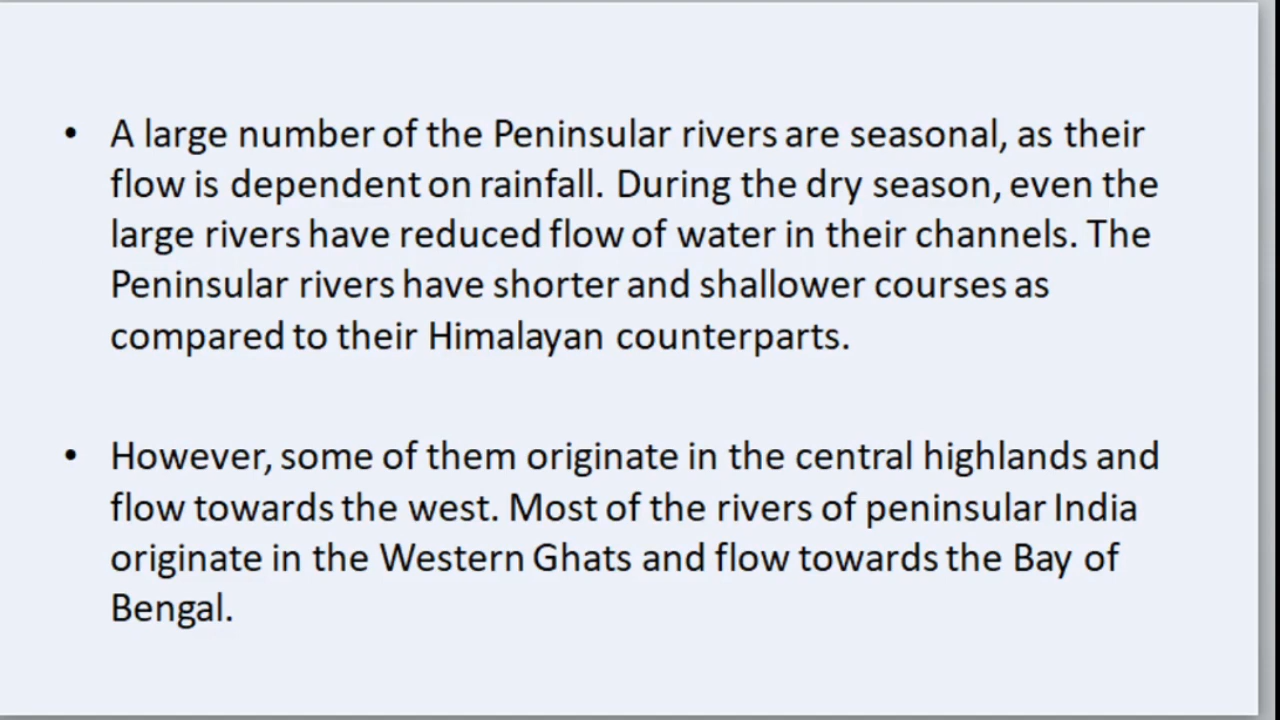 • A large number of the Peninsular rivers are seasonal, as their
flow is dependent on rainfall. During the dry season, even the
large rivers have reduced flow of water in their channels. The
Peninsular rivers have shorter and shallower courses as
compared to their Himalayan counterparts.
• However, some of them originate in the central highlands and
flow towards the west. Most of the rivers of peninsular India
originate in the Western Ghats and flow towards the Bay of
Bengal.